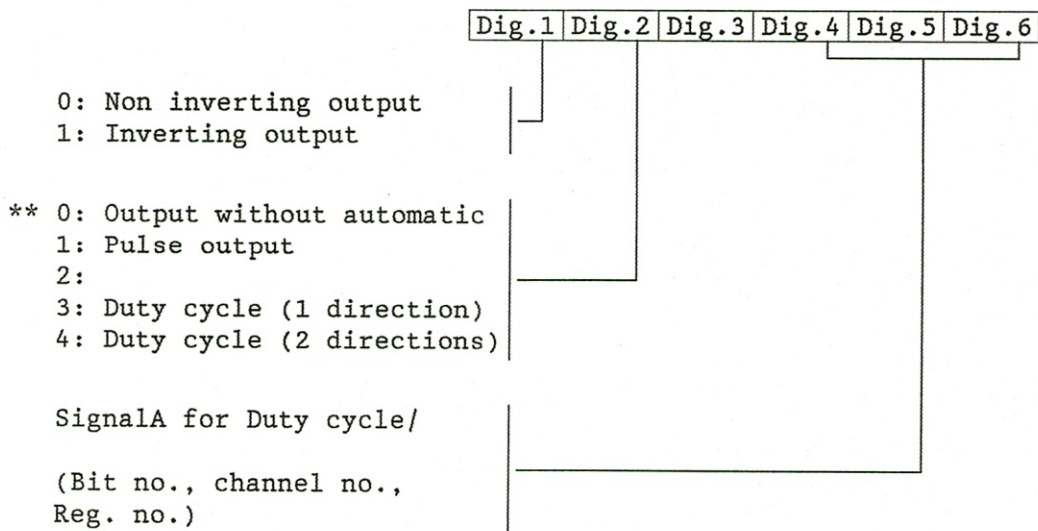 Dig.1 Dig.2 Dig.3 Dig.4 Dig.5 Dig.6
0: Non inverting output
1: Inverting output
** 0: Output without automatic
1: Pulse output
2:
3: Duty cycle (1 direction)
4: Duty cycle (2 directions)
SignalA for Duty cycle/
(Bit no., channel no.,
Reg. no.)